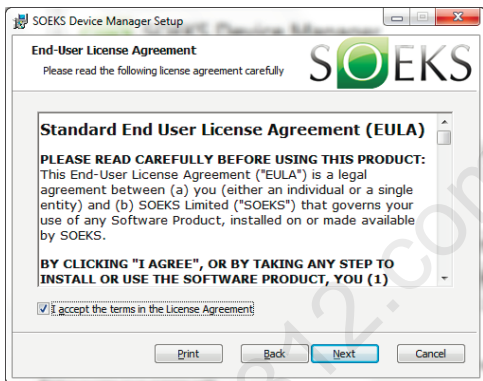 SOEKS Device Manager Setup
End-User License Agreement
Please read the following license agreement carefully
SOEKS
Standard End User License Agreement (EULA)
PLEASE READ CAREFULLY BEFORE USING THIS PRODUCT:
This End-User License Agreement ("EULA") is a legal
agreement between (a) you (either an individual or a single
entity) and (b) SOEKS Limited ("SOEKS") that governs your
use of any Software Product, installed on or made available
by SOEKS.
BY CLICKING "I AGREE", OR BY TAKING ANY STEP TO
INSTALL OR USE THE SOFTWARE PRODUCT, YOU (1)
I accept the terms in the License Agreement
Print Back Next Cancel